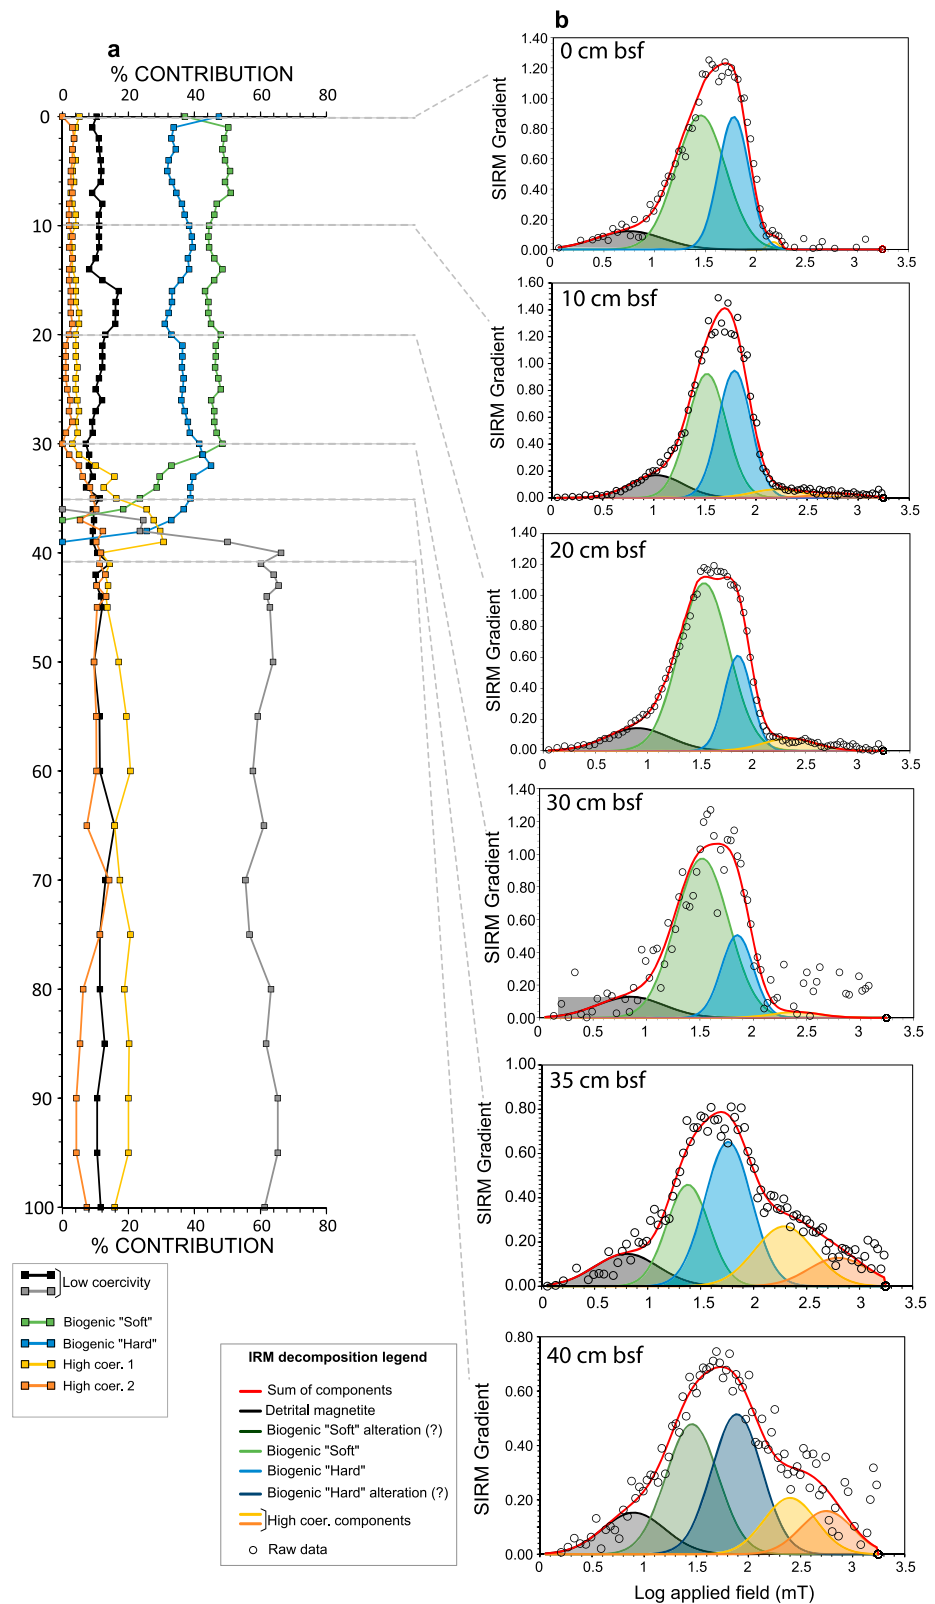 a
% CONTRIBUTION
0 20 40 60 80
0
10
20
30
40
50
60
70
80
90
100
0 20 40 60 80
% CONTRIBUTION
Low coercivity
Biogenic "Soft"
Biogenic "Hard"
High coer. 1
High coer. 2
IRM decomposition legend
Sum of components
Detrital magnetite
Biogenic "Soft" alteration (?)
Biogenic "Soft"
Biogenic "Hard"
Biogenic "Hard" alteration (?)
High coer. components
Raw data
b
0 cm bsf
SIRM Gradient
1.40
1.20
1.00
0.80
0.60
0.40
0.20
0.00
0.5 1 1.5 2 2.5 3 3.5
10 cm bsf
SIRM Gradient
1.60
1.40
1.20
1.00
0.80
0.60
0.40
0.20
0.00
0 0.5 1 1.5 2 2.5 3 3.5
20 cm bsf
SIRM Gradient
1.40
1.20
1.00
0.80
0.60
0.40
0.20
0.00
0 0.5 1 1.5 2 2.5 3 3.5
30 cm bsf
SIRM Gradient
1.40
1.20
1.00
0.80
0.60
0.40
0.20
0.00
0 0.5 1 1.5 2 2.5 3 3.5
35 cm bsf
SIRM Gradient
1.00
0.80
0.60
0.40
0.20
0.00
0 0.5 1 1.5 2 2.5 3 3.5
40 cm bsf
SIRM Gradient
0.80
0.60
0.40
0.20
0.00
0 0.5 1 1.5 2 2.5 3 3.5
Log applied field (mT)